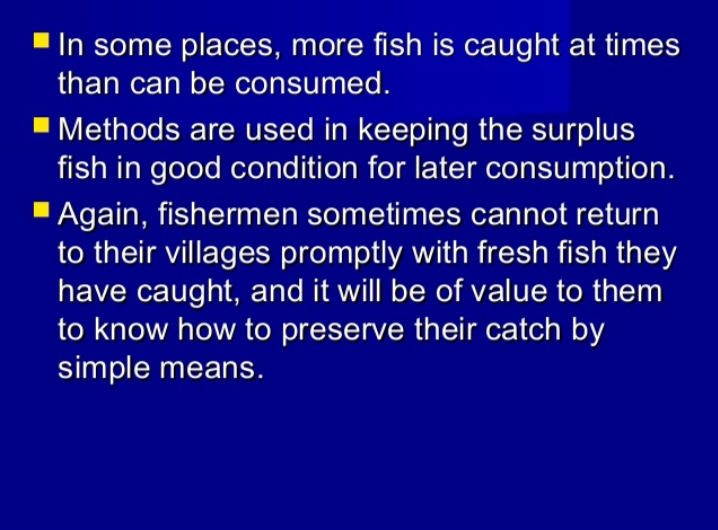 In some places, more fish is caught at times
than can be consumed.
Methods are used in keeping the surplus
fish in good condition for later consumption.
Again, fishermen sometimes cannot return
to their villages promptly with fresh fish they
have caught, and it will be of value to them
to know how to preserve their catch by
simple means.